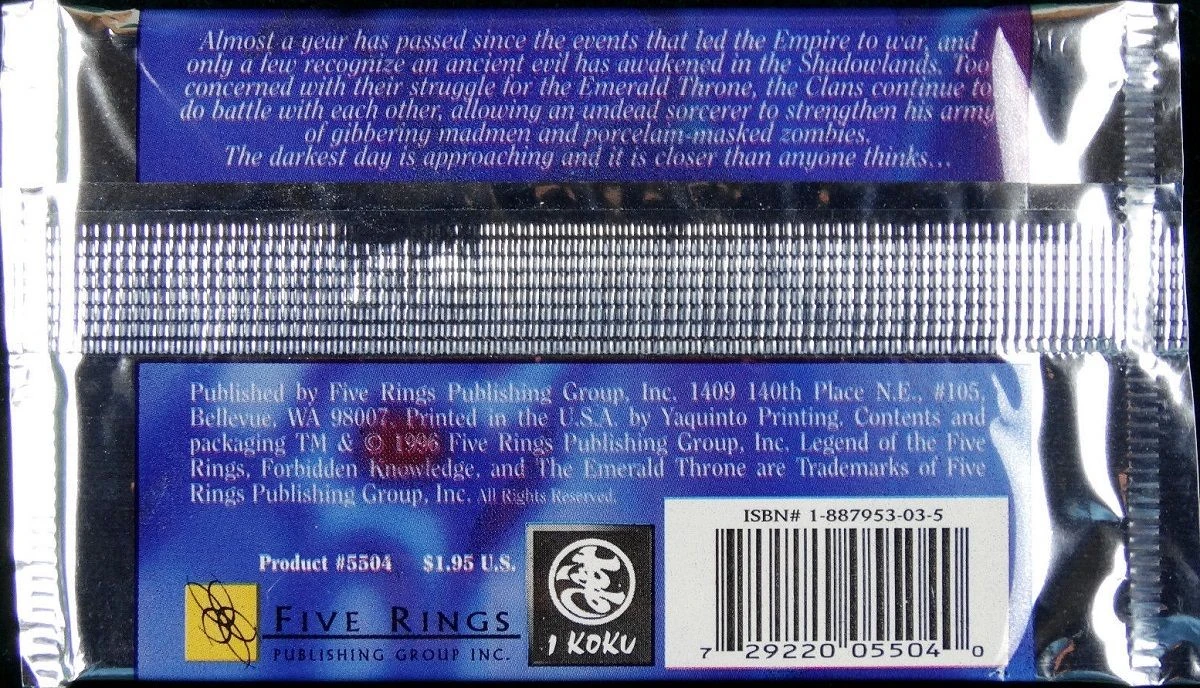 Almost a year has passed since the events that led the Empire to war, and
only a few recognize an ancient evil has awakened in the Shadowlands. Too
concerned with their struggle for the Emerald Throne, the Clans continue to
do battle with each other, allowing an undead sorcerer to strengthen his army
of gibbering madmen and porcelain-masked zombies.
The darkest day is approaching and it is closer than anyone thinks...
Published by Five Rings Publishing Group, Inc. 1409 140th Place N.E., #105,
Bellevue, WA 98007. Printed in the U.S.A. by Yaquinto Printing. Contents and
packaging TM & © 1996 Five Rings Publishing Group, Inc. Legend of the Five
Rings, Forbidden Knowledge, and The Emerald Throne are Trademarks of Five
Rings Publishing Group, Inc. All Rights Reserved.
Product #5504 $1.95 U.S.
FIVE RINGS
PUBLISHING GROUP INC.
1 KOKU
ISBN# 1-887953-03-5
7 29220 05504 0